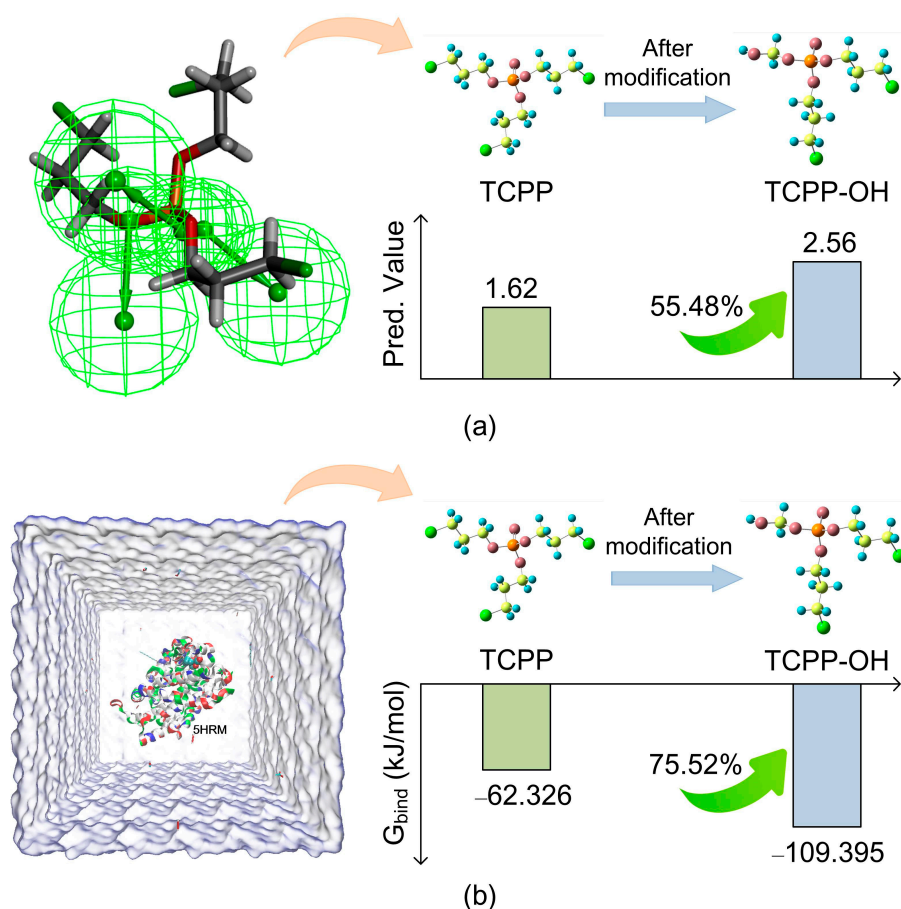 After
modification
TCPP
TCPP-OH
Pred. Value
1.62
2.56
55.48%
(a)
After
modification
TCPP
TCPP-OH
5HRM
Gbind (kJ/mol)
−62.326
75.52%
−109.395
(b)